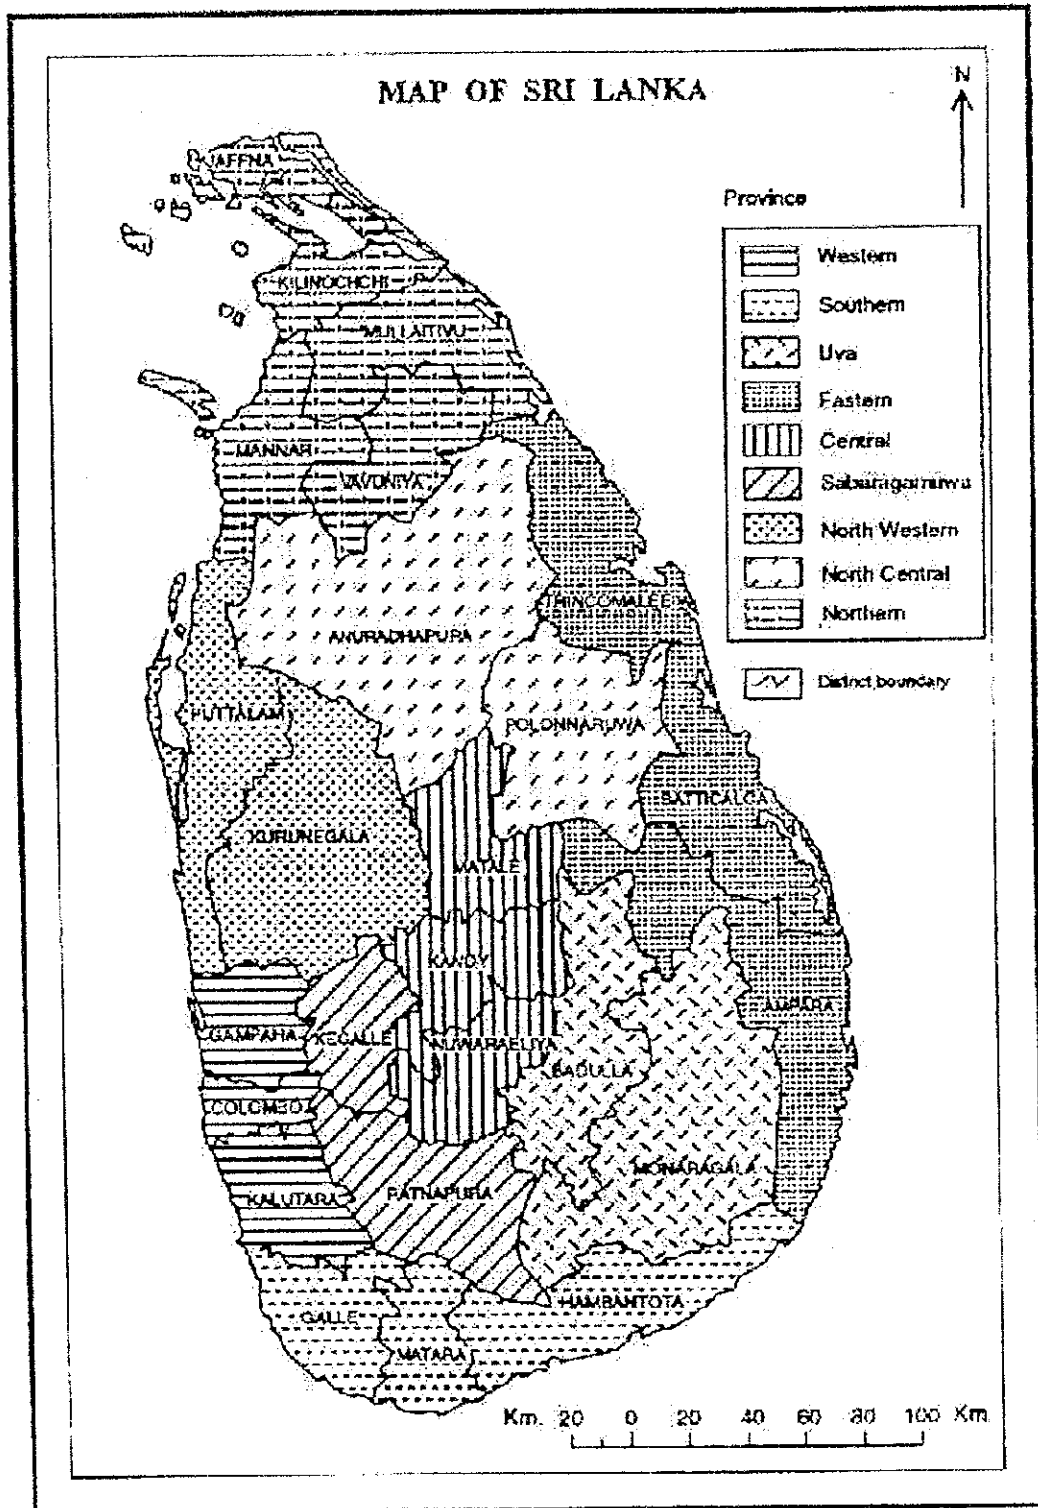 MAP OF SRI LANKA
N
JAFFNA
Province
Western
KILINOCHCHI
Southern
MULLAITIVU
Uva
Eastern
Central
MANNAR
VAVUNIYA
Sabaragamuwa
North Western
North Central
TRINCOMALEE
Northern
ANURADHAPURA
District boundary
PUTTALAM
POLONNARUWA
BATTICALOA
KURUNEGALA
MATALE
KANDY
AMPARA
GAMPAHA
KEGALLE
NUWARAELIYA
BADULLA
COLOMBO
MONARAGALA
KALUTARA
RATNAPURA
HAMBANTOTA
GALLE
MATARA
Km. 20 0 20 40 60 80 100 Km